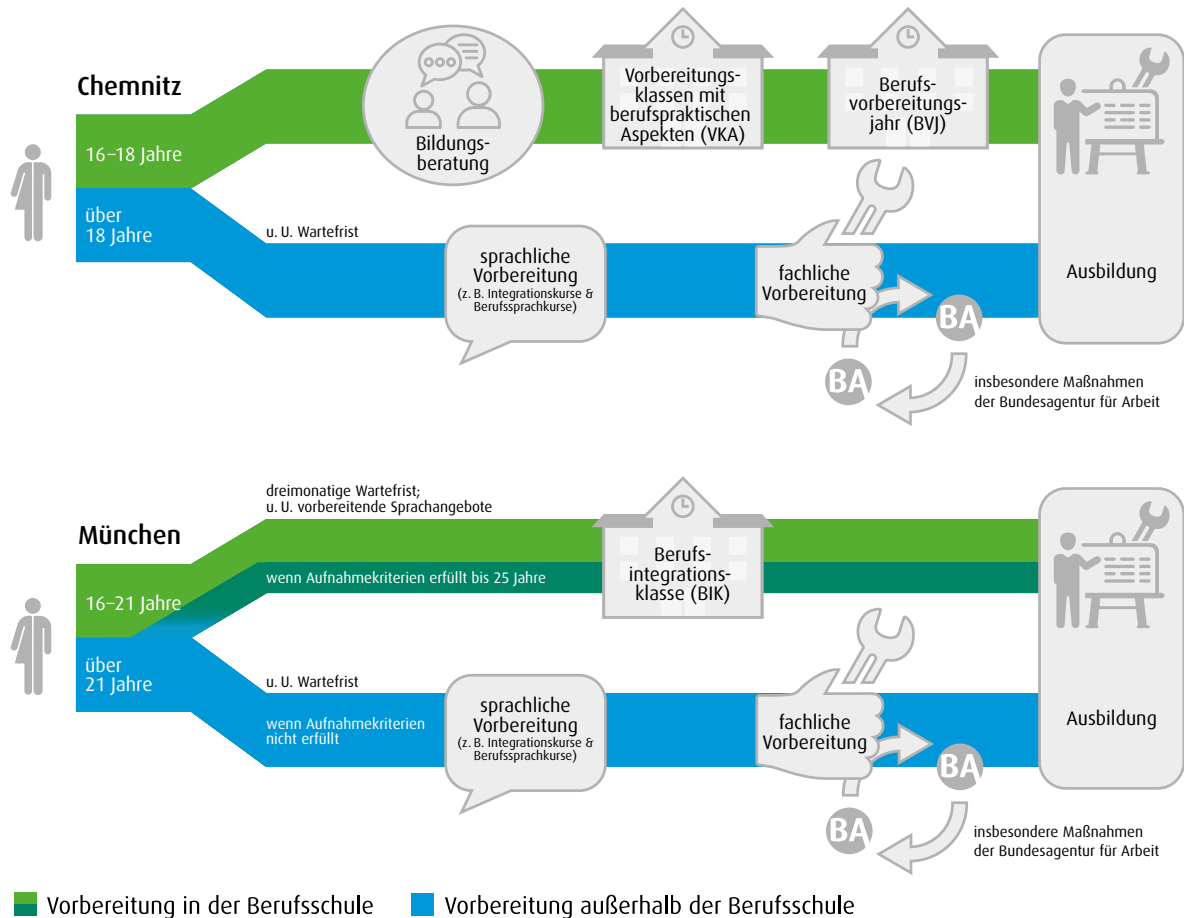 Chemnitz
16–18 Jahre
über
18 Jahre
Bildungs-
beratung
Vorbereitungs-
klassen mit
berufspraktischen
Aspekten (VKA)
Berufs-
vorbereitungs-
jahr (BVJ)
u. U. Wartefrist
sprachliche
Vorbereitung
(z. B. Integrationskurse &
Berufssprachkurse)
fachliche
Vorbereitung
BA
BA
insbesondere Maßnahmen
der Bundesagentur für Arbeit
Ausbildung
München
16–21 Jahre
über
21 Jahre
dreimonatige Wartefrist;
u. U. vorbereitende Sprachangebote
wenn Aufnahmekriterien erfüllt bis 25 Jahre
Berufs-
integrations-
klasse (BIK)
u. U. Wartefrist
wenn Aufnahmekriterien
nicht erfüllt
sprachliche
Vorbereitung
(z. B. Integrationskurse &
Berufssprachkurse)
fachliche
Vorbereitung
BA
BA
insbesondere Maßnahmen
der Bundesagentur für Arbeit
Ausbildung
Vorbereitung in der Berufsschule
Vorbereitung außerhalb der Berufsschule